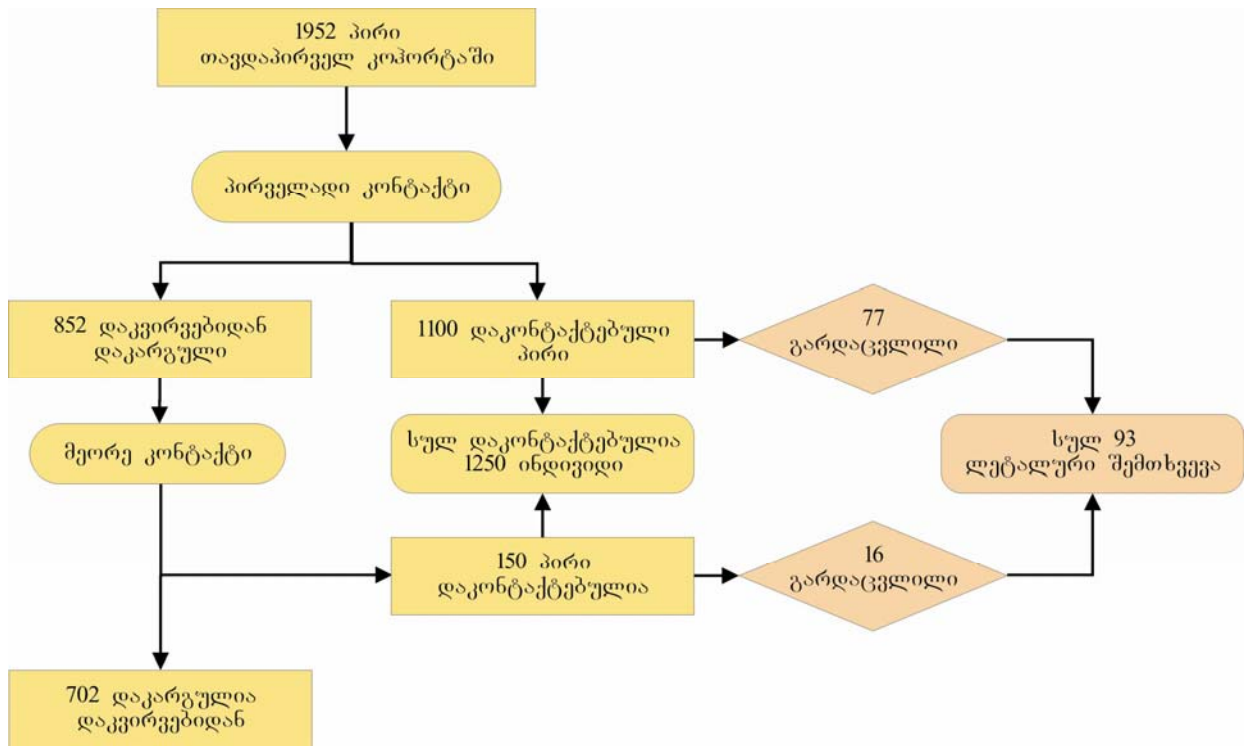 1952 პირი
თავდაპირველ კოჰორტაში
პირველადი კონტაქტი
852 დაკვირვებიდან
დაკარგული
1100 დაკონტაქტებული
პირი
77
გარდაცვლილი
მეორე კონტაქტი
სულ დაკონტაქტებულია
1250 ინდივიდი
სულ 93
ლეტალური შემთხვევა
150 პირი
დაკონტაქტებულია
16
გარდაცვლილი
702 დაკარგულია
დაკვირვებიდან